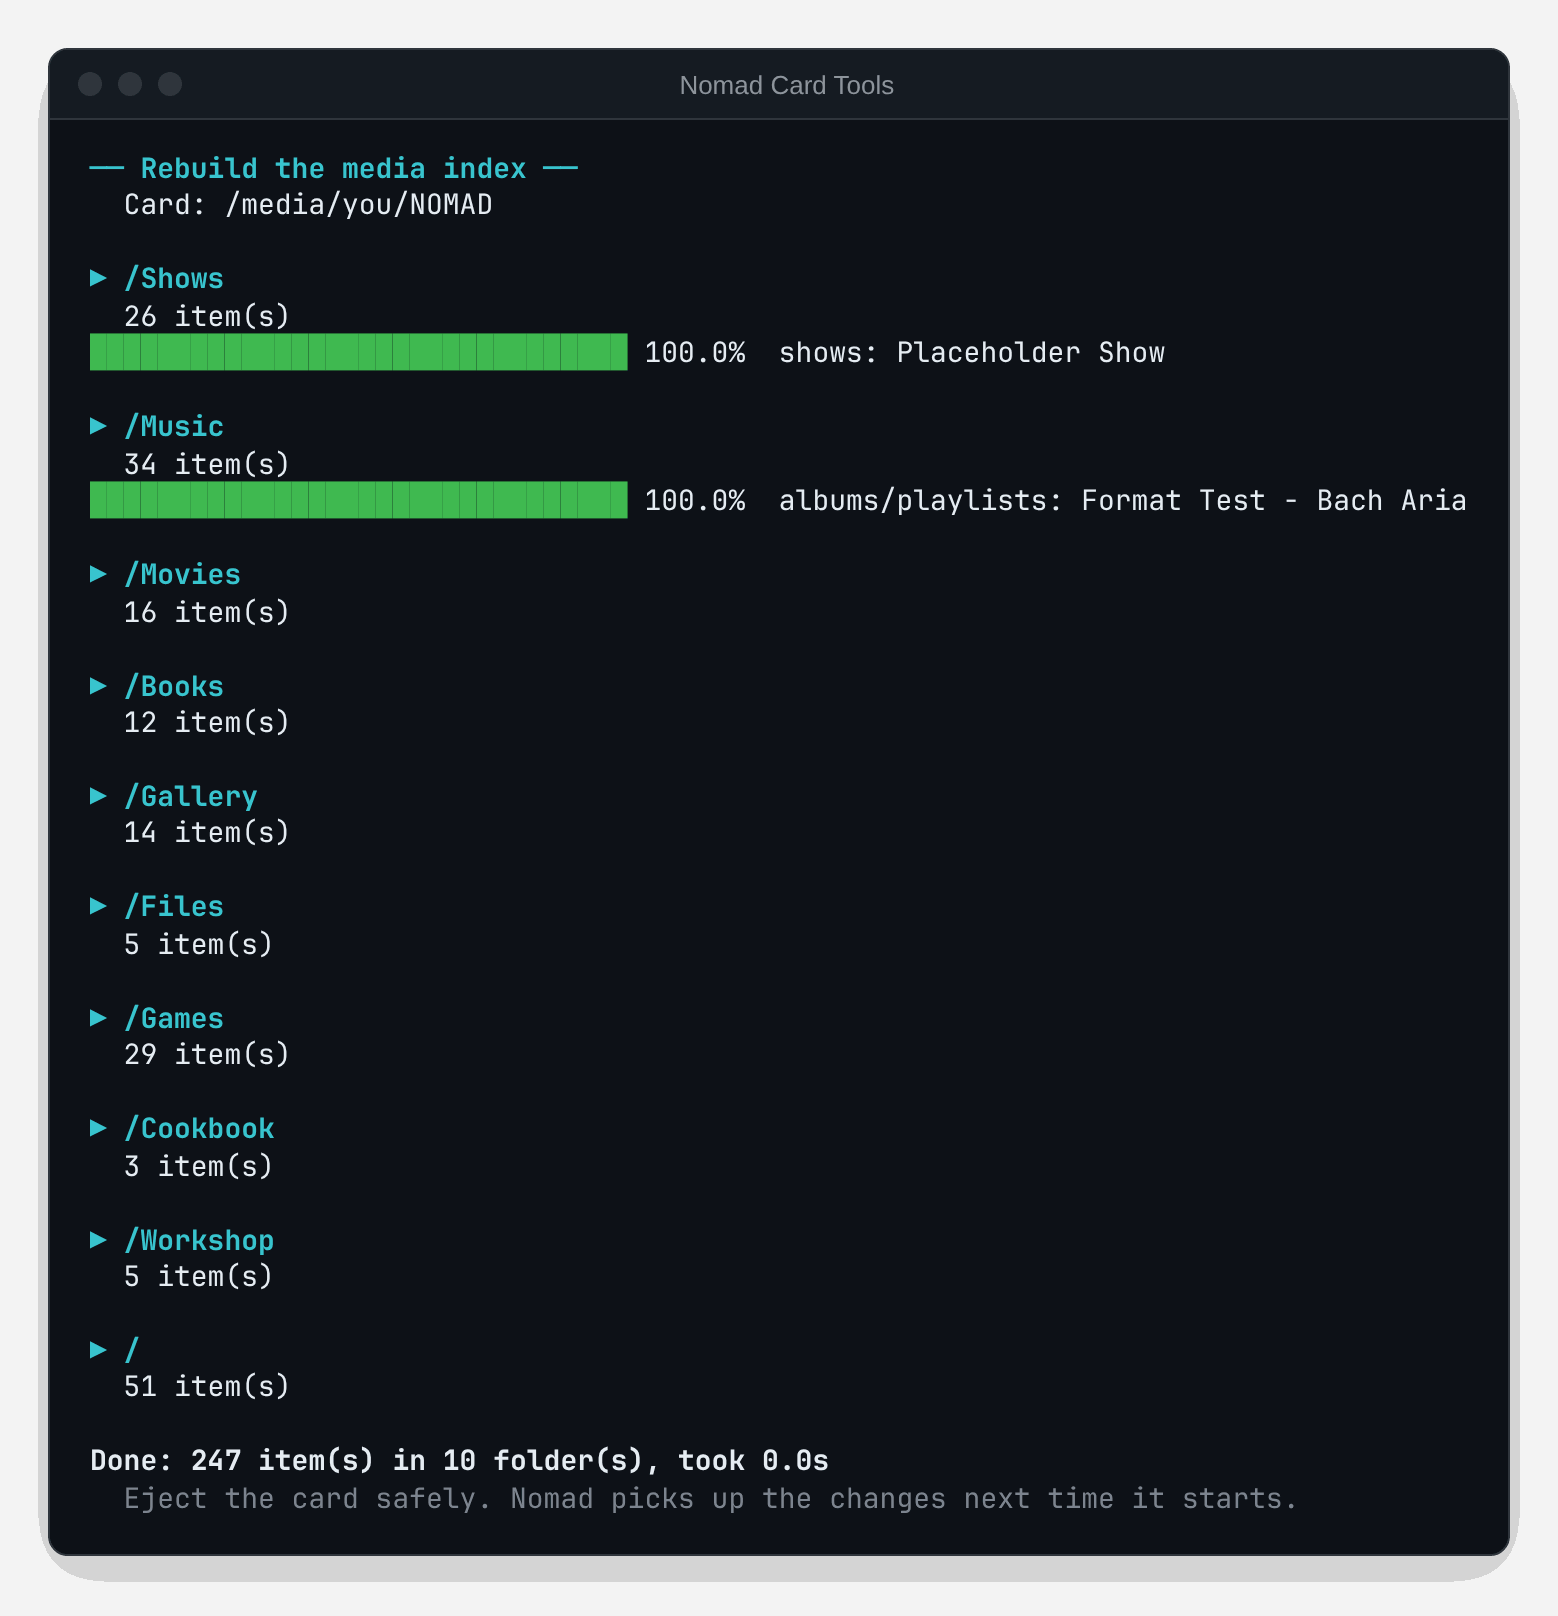 Nomad Card Tools
── Rebuild the media index ──
Card: /media/you/NOMAD
▶ /Shows
26 item(s)
100.0%  shows: Placeholder Show
▶ /Music
34 item(s)
100.0%  albums/playlists: Format Test - Bach Aria
▶ /Movies
16 item(s)
▶ /Books
12 item(s)
▶ /Gallery
14 item(s)
▶ /Files
5 item(s)
▶ /Games
29 item(s)
▶ /Cookbook
3 item(s)
▶ /Workshop
5 item(s)
▶ /
51 item(s)
Done: 247 item(s) in 10 folder(s), took 0.0s
Eject the card safely. Nomad picks up the changes next time it starts.